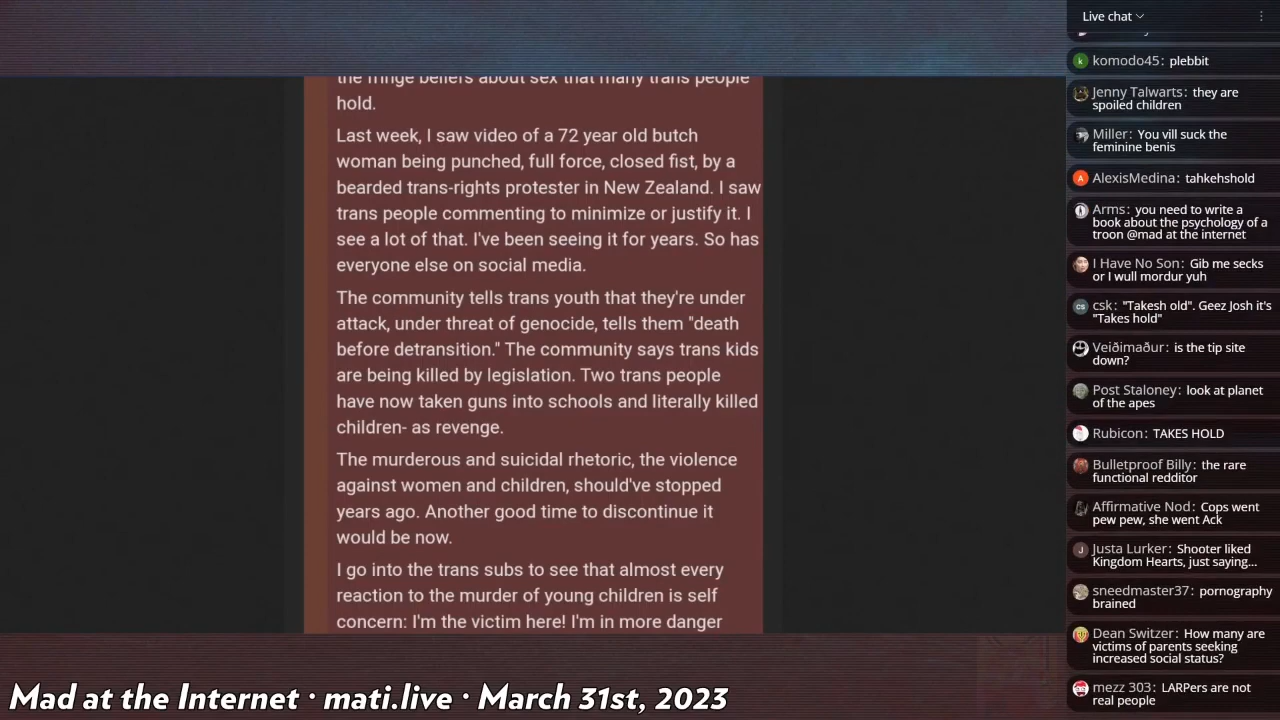 the fringe beliefs about sex that many trans people
hold.
Last week, I saw video of a 72 year old butch
woman being punched, full force, closed fist, by a
bearded trans-rights protester in New Zealand. I saw
trans people commenting to minimize or justify it. I
see a lot of that. I've been seeing it for years. So has
everyone else on social media.
The community tells trans youth that they're under
attack, under threat of genocide, tells them "death
before detransition." The community says trans kids
are being killed by legislation. Two trans people
have now taken guns into schools and literally killed
children- as revenge.
The murderous and suicidal rhetoric, the violence
against women and children, should've stopped
years ago. Another good time to discontinue it
would be now.
I go into the trans subs to see that almost every
reaction to the murder of young children is self
concern: I'm the victim here! I'm in more danger
Live chat
k komodo45: plebbit
Jenny Talwarts: they are
spoiled children
Miller: You vill suck the
feminine benis
A AlexisMedina: tahkehshold
Arms: you need to write a
book about the psychology of a
troon @mad at the internet
I Have No Son: Gib me secks
or I wull mordur yuh
cs csk: "Takesh old". Geez Josh it's
"Takes hold"
Veiðimaður: is the tip site
down?
Post Staloney: look at planet
of the apes
Rubicon: TAKES HOLD
Bulletproof Billy: the rare
functional redditor
Affirmative Nod: Cops went
pew pew, she went Ack
J Justa Lurker: Shooter liked
Kingdom Hearts, just saying...
sneedmaster37: pornography
brained
Dean Switzer: How many are
victims of parents seeking
increased social status?
mezz 303: LARPers are not
real people
Mad at the Internet · mati.live · March 31st, 2023